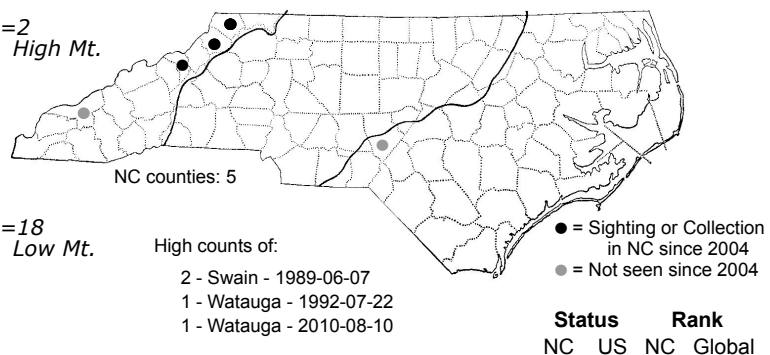 =2
High Mt.
NC counties: 5
=18
Low Mt.
High counts of:
2 - Swain - 1989-06-07
1 - Watauga - 1992-07-22
1 - Watauga - 2010-08-10
● = Sighting or Collection
in NC since 2004
● = Not seen since 2004
Status Rank
NC US NC Global